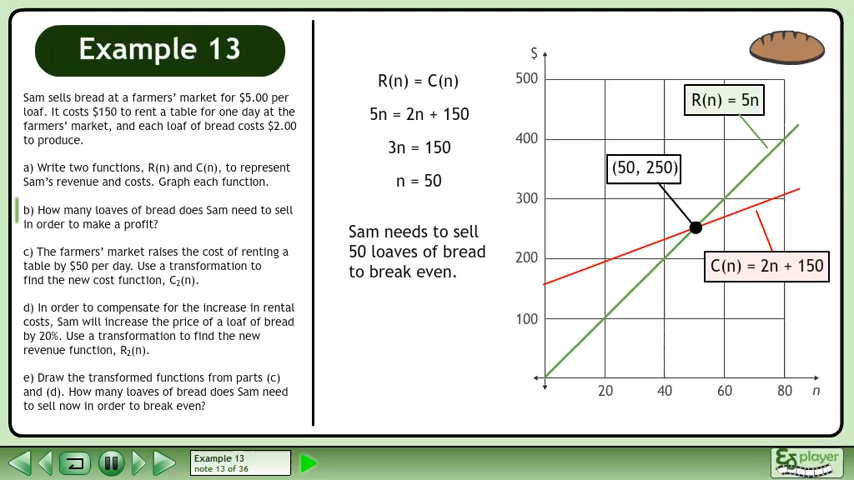 Example 13
Sam sells bread at a farmers' market for $5.00 per
loaf. It costs $150 to rent a table for one day at the
farmers' market, and each loaf of bread costs $2.00
to produce.
a) Write two functions, R(n) and C(n), to represent
Sam's revenue and costs. Graph each function.
b) How many loaves of bread does Sam need to sell
in order to make a profit?
c) The farmers' market raises the cost of renting a
table by $50 per day. Use a transformation to
find the new cost function, C₂(n).
d) In order to compensate for the increase in rental
costs, Sam will increase the price of a loaf of bread
by 20%. Use a transformation to find the new
revenue function, R₂(n).
e) Draw the transformed functions from parts (c)
and (d). How many loaves of bread does Sam need
to sell now in order to break even?
R(n) = C(n)
5n = 2n + 150
3n = 150
n = 50
Sam needs to sell
50 loaves of bread
to break even.
$
500
400
300
200
100
20 40 60 80 n
R(n) = 5n
(50, 250)
C(n) = 2n + 150
Example 13
note 13 of 36
player